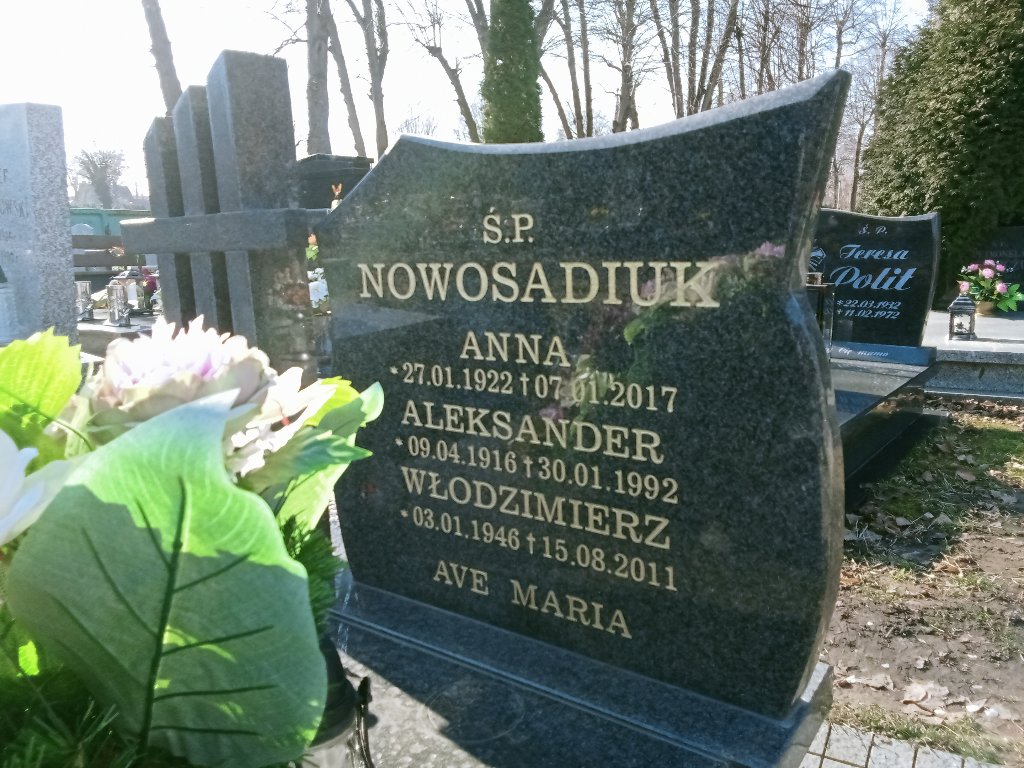 Ś.P.
NOWOSADIUK
ANNA
*27.01.1922 †07.01.2017
ALEKSANDER
*09.04.1916 †30.01.1992
WŁODZIMIERZ
*03.01.1946 †15.08.2011
AVE MARIA
Ś. P.
Teresa
Polit
*22.03.1932
†11.02.1972